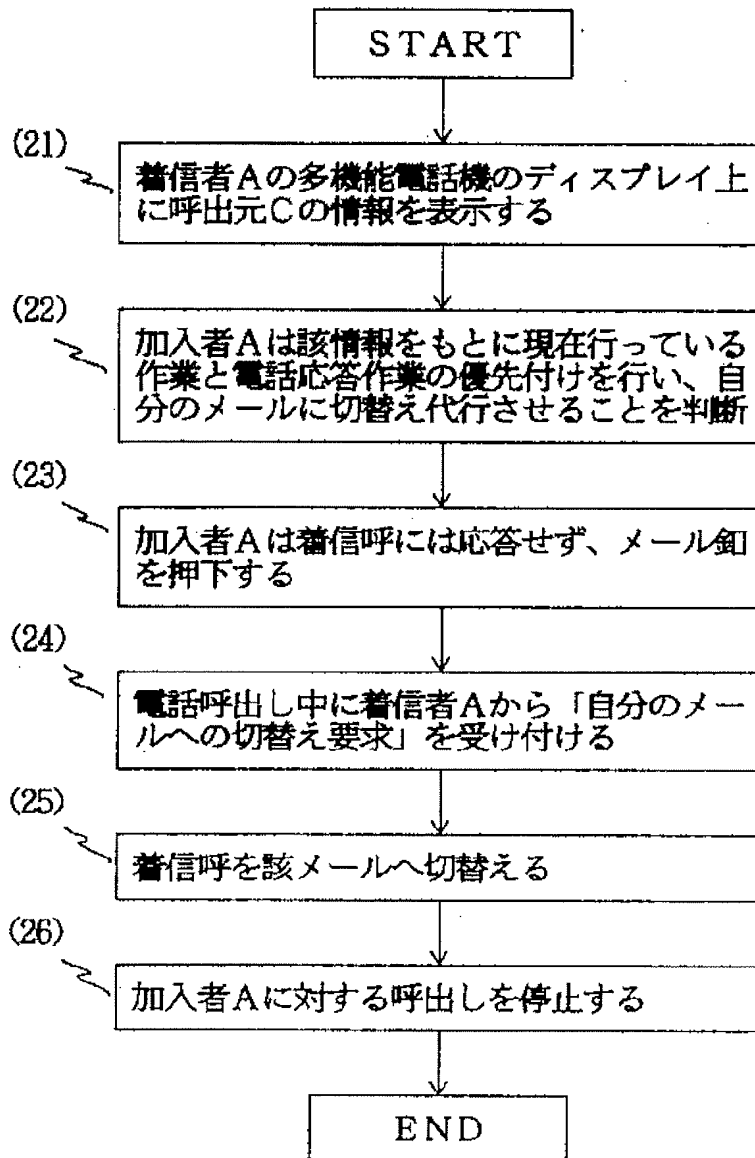 START
(21)
着信者Aの多機能電話機のディスプレイ上
に呼出元Cの情報を表示する
(22)
加入者Aは該情報をもとに現在行っている
作業と電話応答作業の優先付けを行い、自
分のメールに切替え代行させることを判断
(23)
加入者Aは着信呼には応答せず、メール釦
を押下する
(24)
電話呼出し中に着信者Aから「自分のメー
ルへの切替え要求」を受け付ける
(25)
着信呼を該メールへ切替える
(26)
加入者Aに対する呼出しを停止する
END